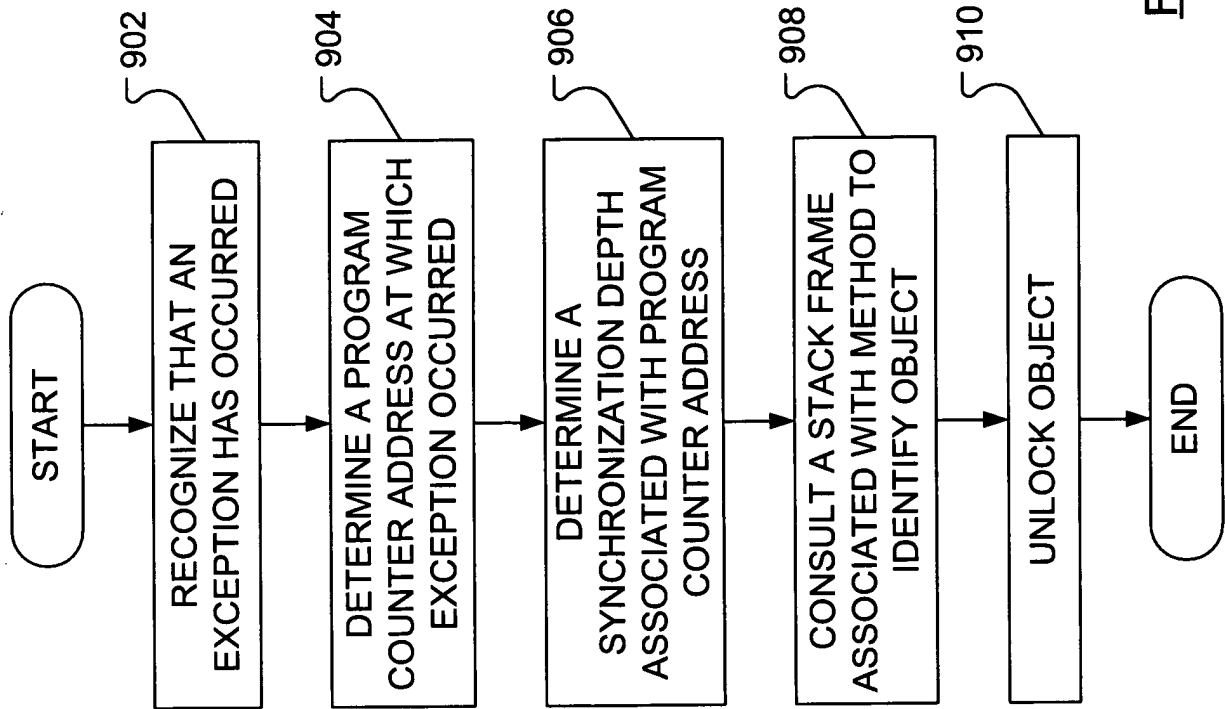 START
RECOGNIZE THAT AN
EXCEPTION HAS OCCURRED
902
DETERMINE A PROGRAM
COUNTER ADDRESS AT WHICH
EXCEPTION OCCURRED
904
DETERMINE A
SYNCHRONIZATION DEPTH
ASSOCIATED WITH PROGRAM
COUNTER ADDRESS
906
CONSULT A STACK FRAME
ASSOCIATED WITH METHOD TO
IDENTIFY OBJECT
908
UNLOCK OBJECT
910
END